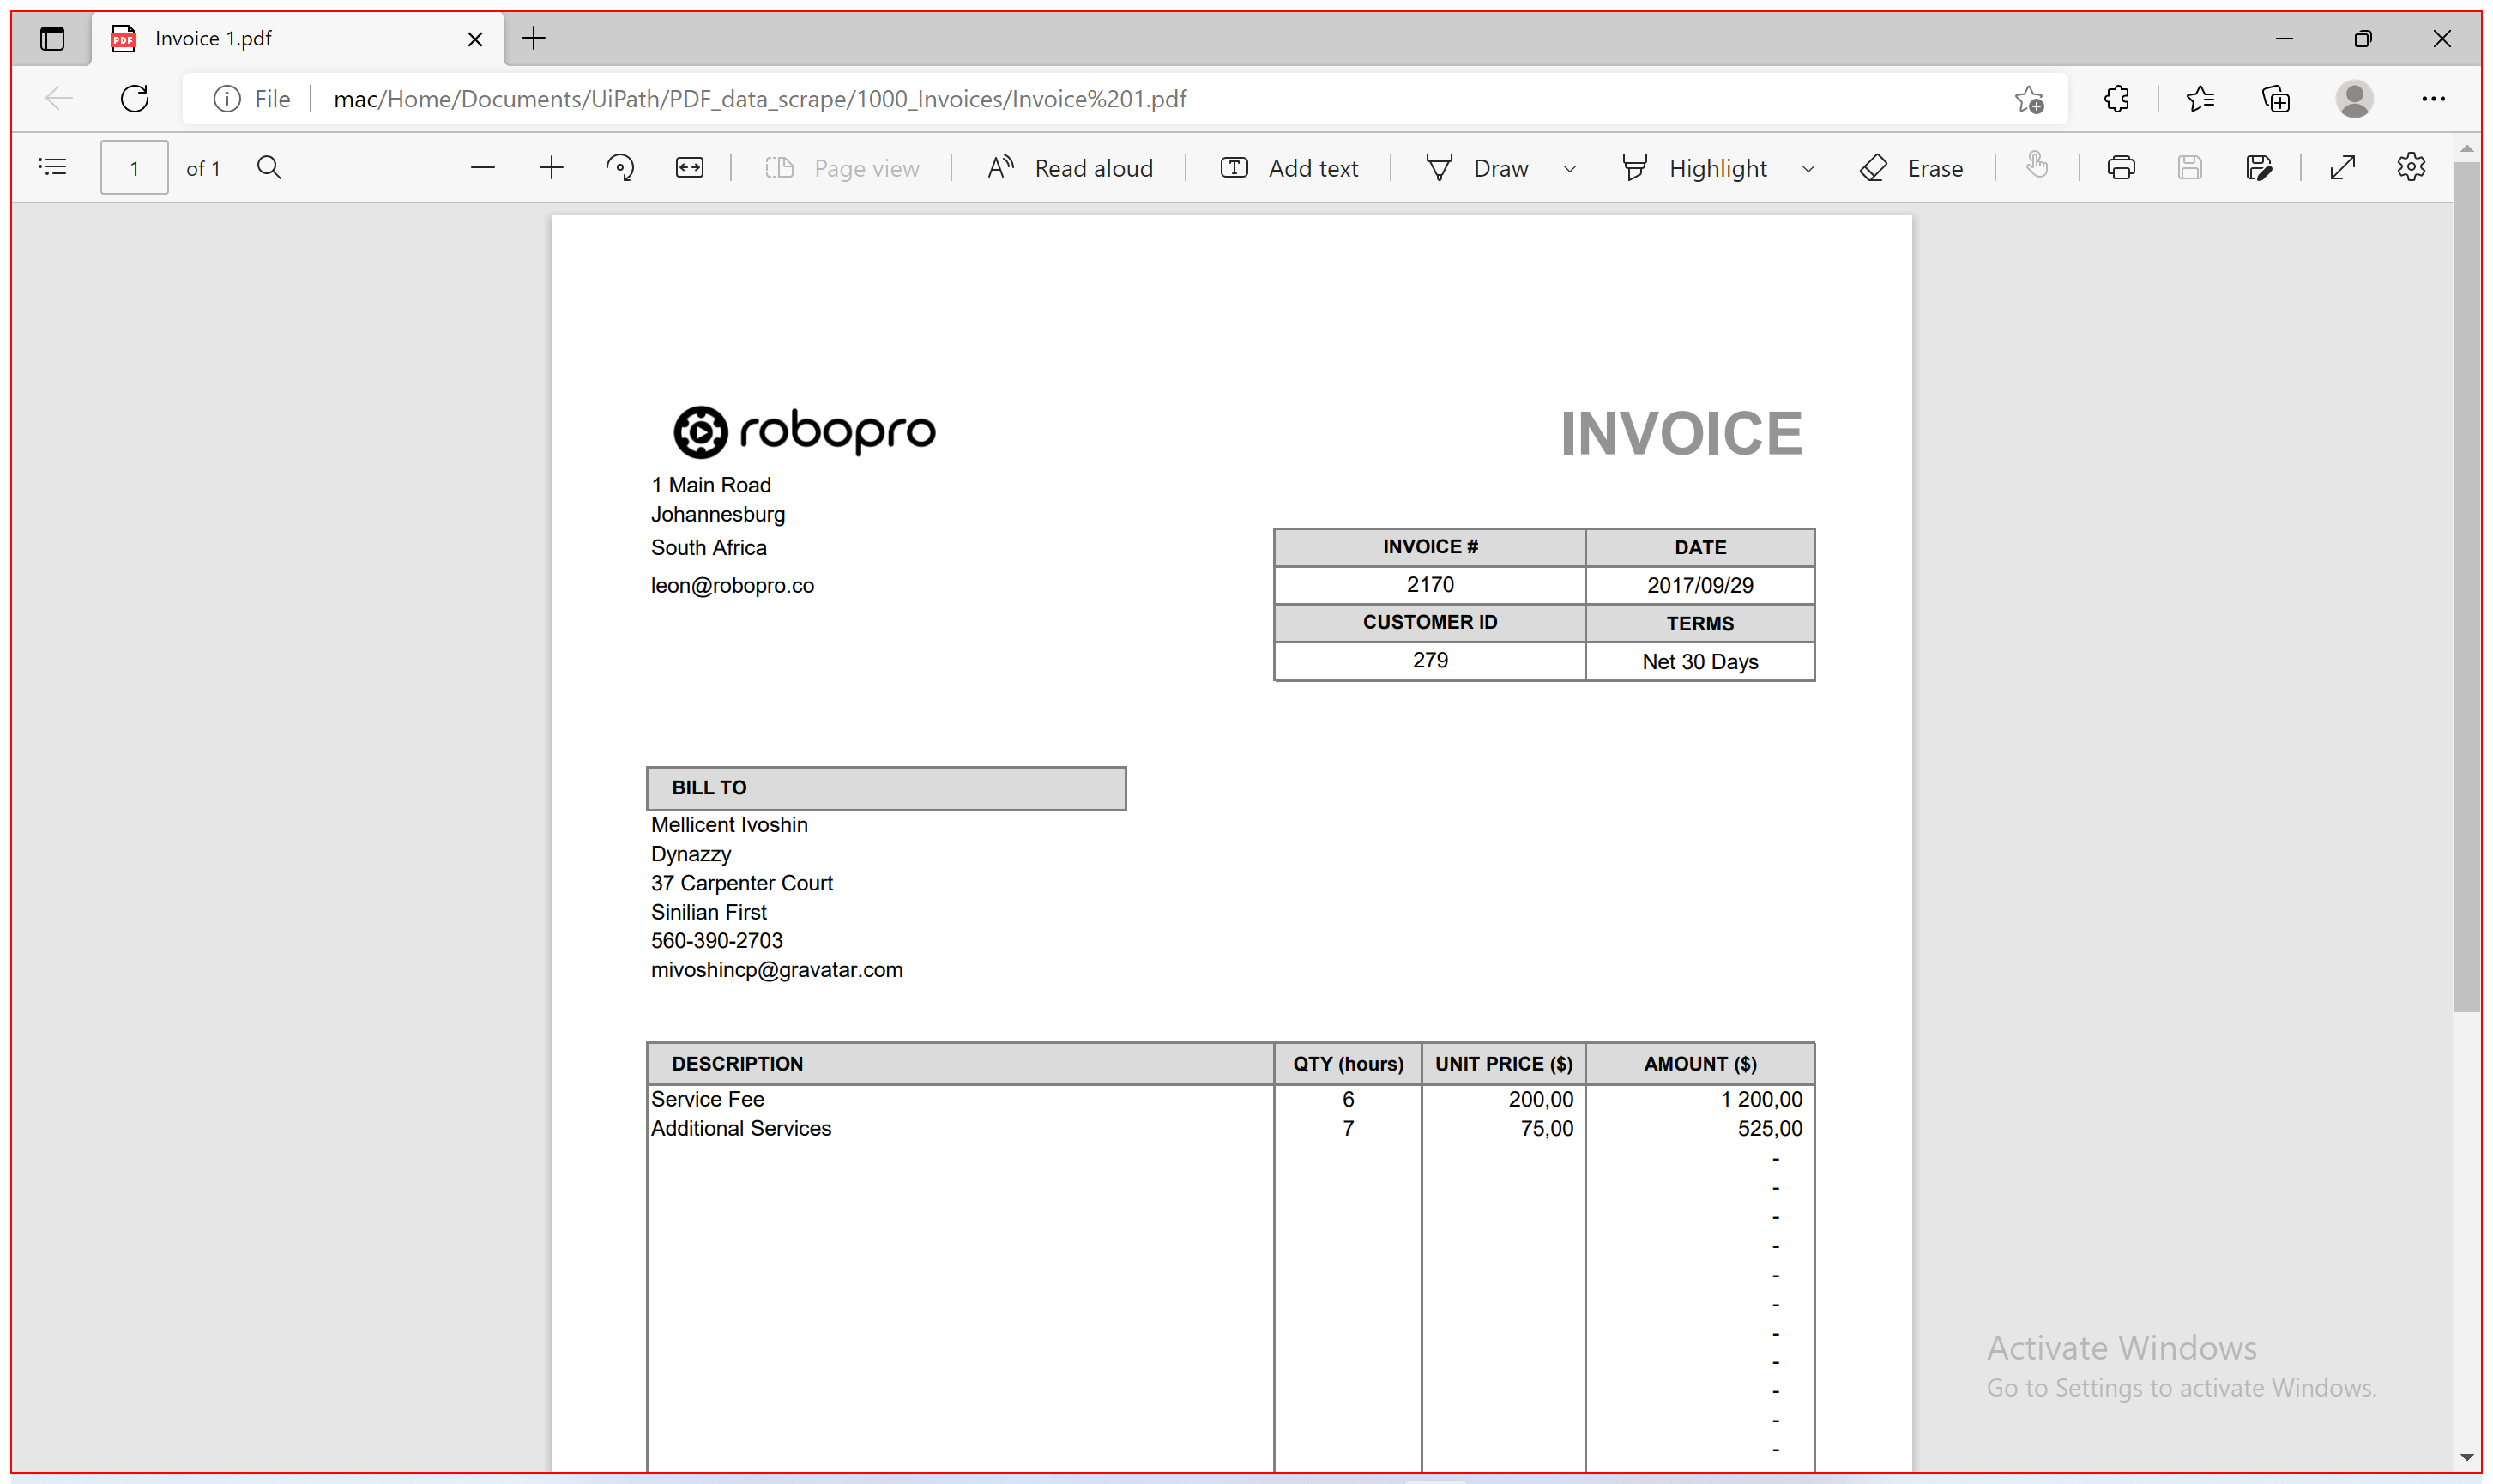 Invoice 1.pdf
File mac/Home/Documents/UiPath/PDF_data_scrape/1000_Invoices/Invoice%201.pdf
1 of 1 Page view Read aloud Add text Draw Highlight Erase
robopro INVOICE
1 Main Road
Johannesburg
South Africa
leon@robopro.co
INVOICE # DATE
2170 2017/09/29
CUSTOMER ID TERMS
279 Net 30 Days
BILL TO
Mellicent Ivoshin
Dynazzy
37 Carpenter Court
Sinilian First
560-390-2703
mivoshincp@gravatar.com
DESCRIPTION QTY (hours) UNIT PRICE ($) AMOUNT ($)
Service Fee 6 200,00 1 200,00
Additional Services 7 75,00 525,00
-
-
-
-
-
-
-
-
-
-
-
Activate Windows
Go to Settings to activate Windows.